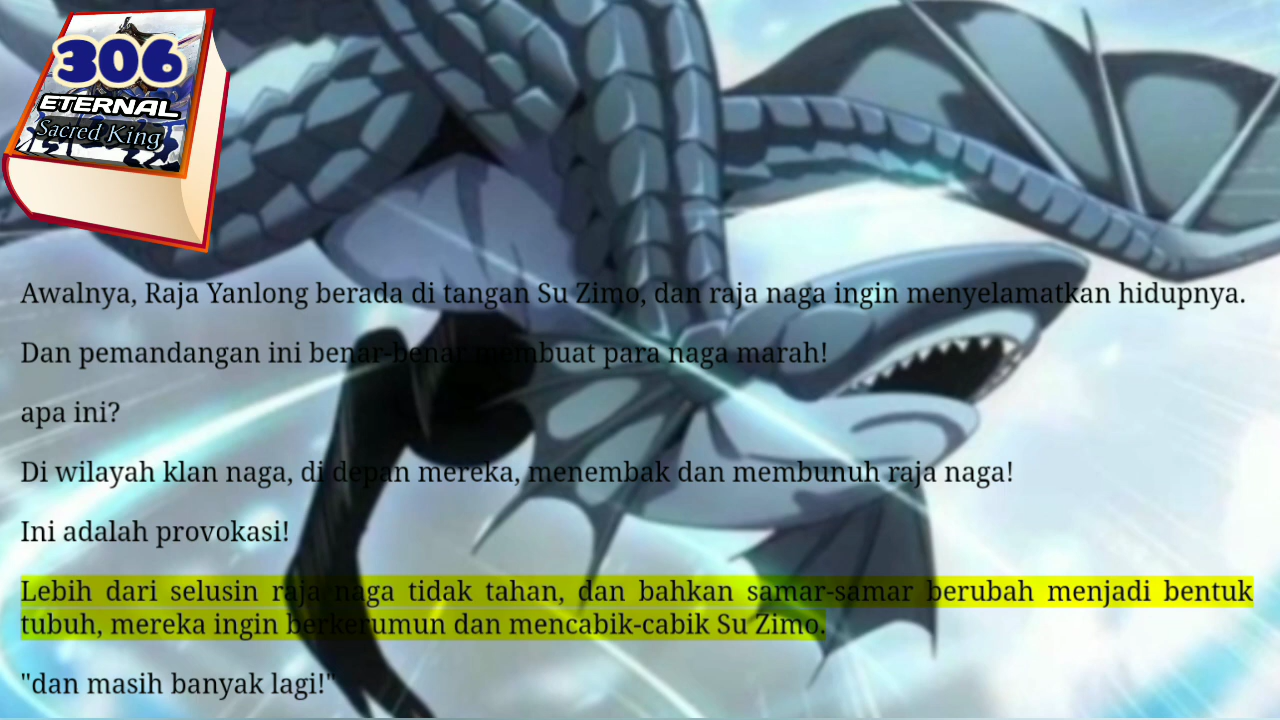 306
ETERNAL
Sacred King
Awalnya, Raja Yanlong berada di tangan Su Zimo, dan raja naga ingin menyelamatkan hidupnya.
Dan pemandangan ini benar-benar membuat para naga marah!
apa ini?
Di wilayah klan naga, di depan mereka, menembak dan membunuh raja naga!
Ini adalah provokasi!
Lebih dari selusin raja naga tidak tahan, dan bahkan samar-samar berubah menjadi bentuk
tubuh, mereka ingin berkerumun dan mencabik-cabik Su Zimo.
"dan masih banyak lagi!"